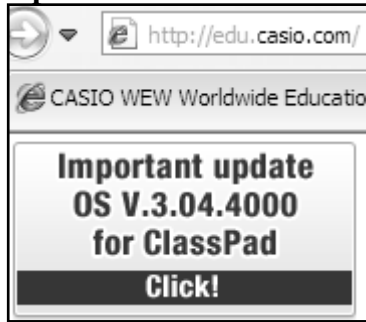 http://edu.casio.com/
CASIO WEW Worldwide Educatio
Important update
OS V.3.04.4000
for ClassPad
Click!